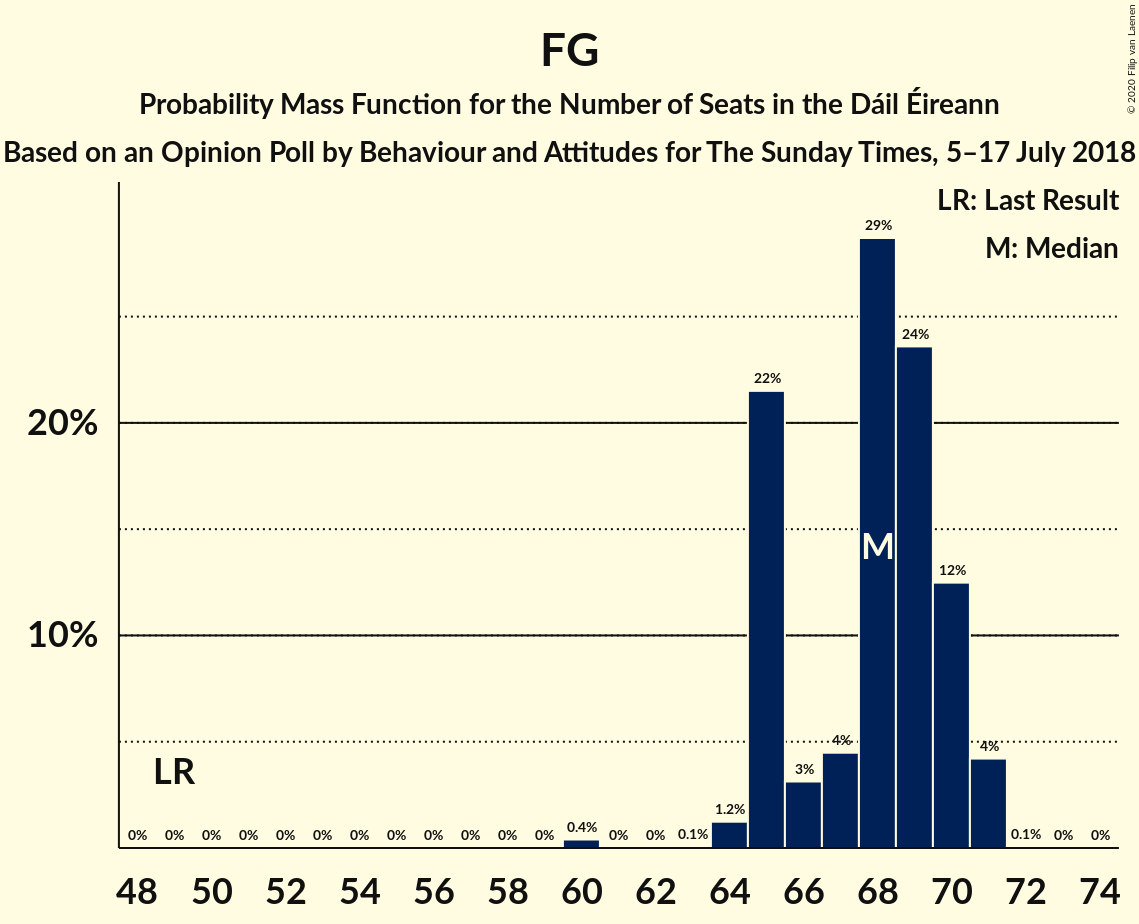 FG
Probability Mass Function for the Number of Seats in the Dáil Éireann
Based on an Opinion Poll by Behaviour and Attitudes for The Sunday Times, 5–17 July 2018
© 2020 Filip van Laenen
LR: Last Result
M: Median
29%
24%
22%
20%
M
12%
10%
4% 4%
3%
LR
1.2%
0% 0% 0% 0% 0% 0% 0% 0% 0% 0% 0% 0% 0.4% 0% 0% 0.1% 0.1% 0% 0%
48 50 52 54 56 58 60 62 64 66 68 70 72 74